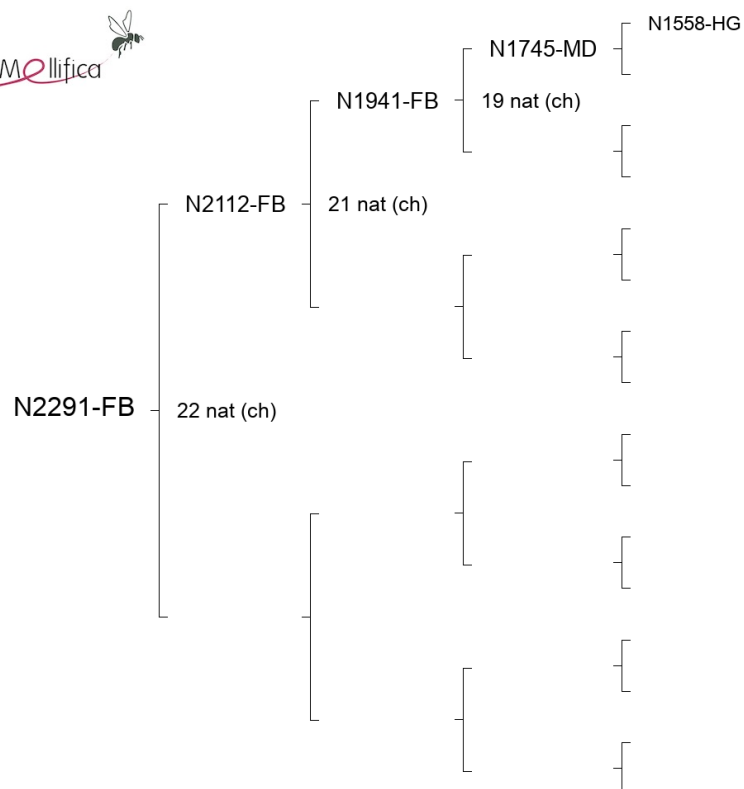 N1558-HG
Mellifica
N1745-MD
N1941-FB
19 nat (ch)
N2112-FB
21 nat (ch)
N2291-FB
22 nat (ch)